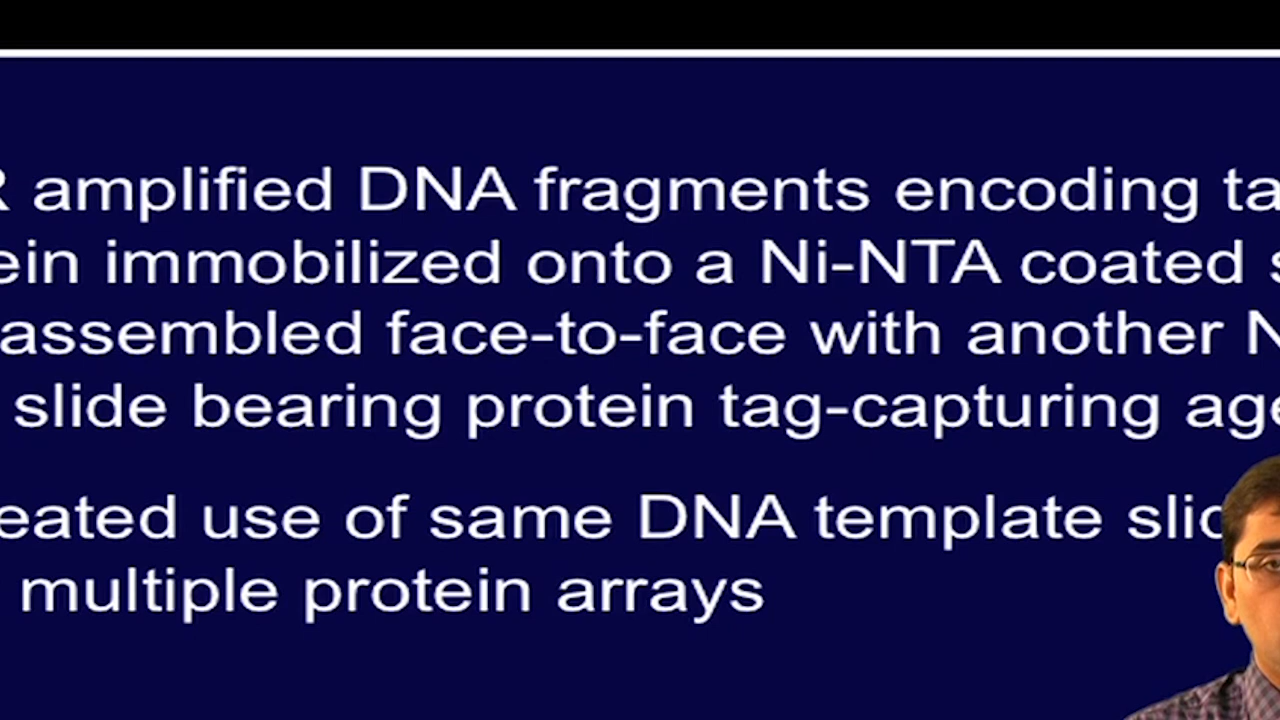 R amplified DNA fragments encoding ta
ein immobilized onto a Ni-NTA coated s
assembled face-to-face with another N
slide bearing protein tag-capturing age
eated use of same DNA template slid
multiple protein arrays